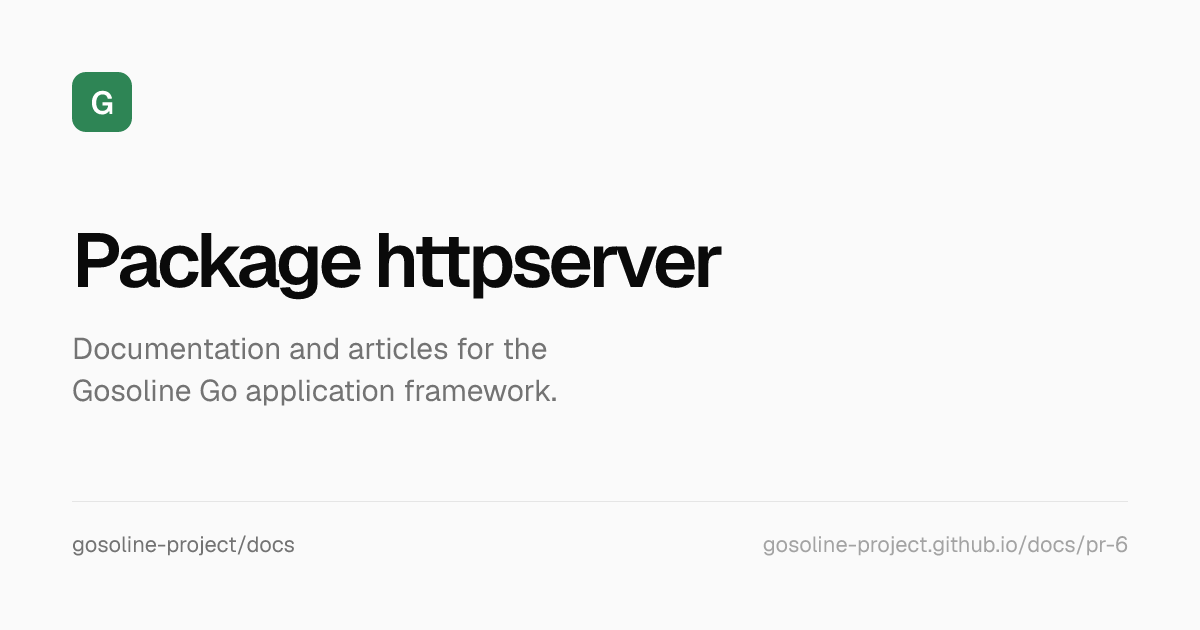 G
Package httpserver
Documentation and articles for the
Gosoline Go application framework.
gosoline-project/docs
gosoline-project.github.io/docs/pr-6